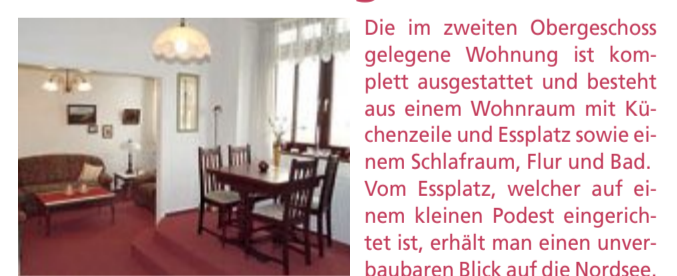 Die im zweiten Obergeschoss
gelegene Wohnung ist kom-
plett ausgestattet und besteht
aus einem Wohnraum mit Kü-
chenzeile und Essplatz sowie ei-
nem Schlafraum, Flur und Bad.
Vom Essplatz, welcher auf ei-
nem kleinen Podest eingerich-
tet ist, erhält man einen unver-
baubaren Blick auf die Nordsee.